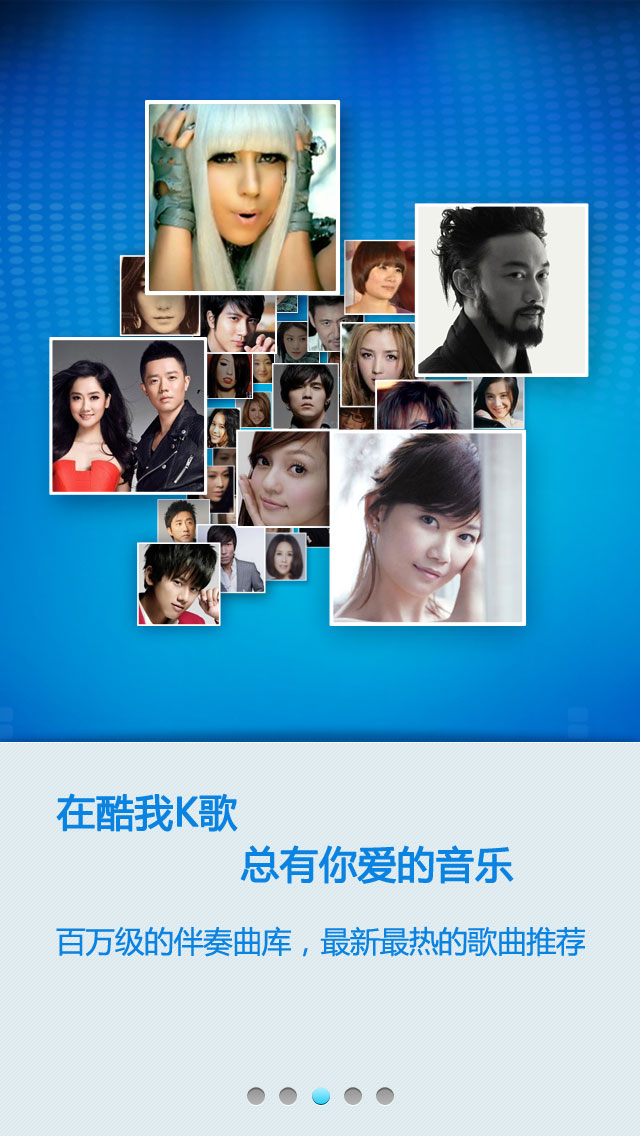 在酷我K歌
总有你爱的音乐
百万级的伴奏曲库，最新最热的歌曲推荐